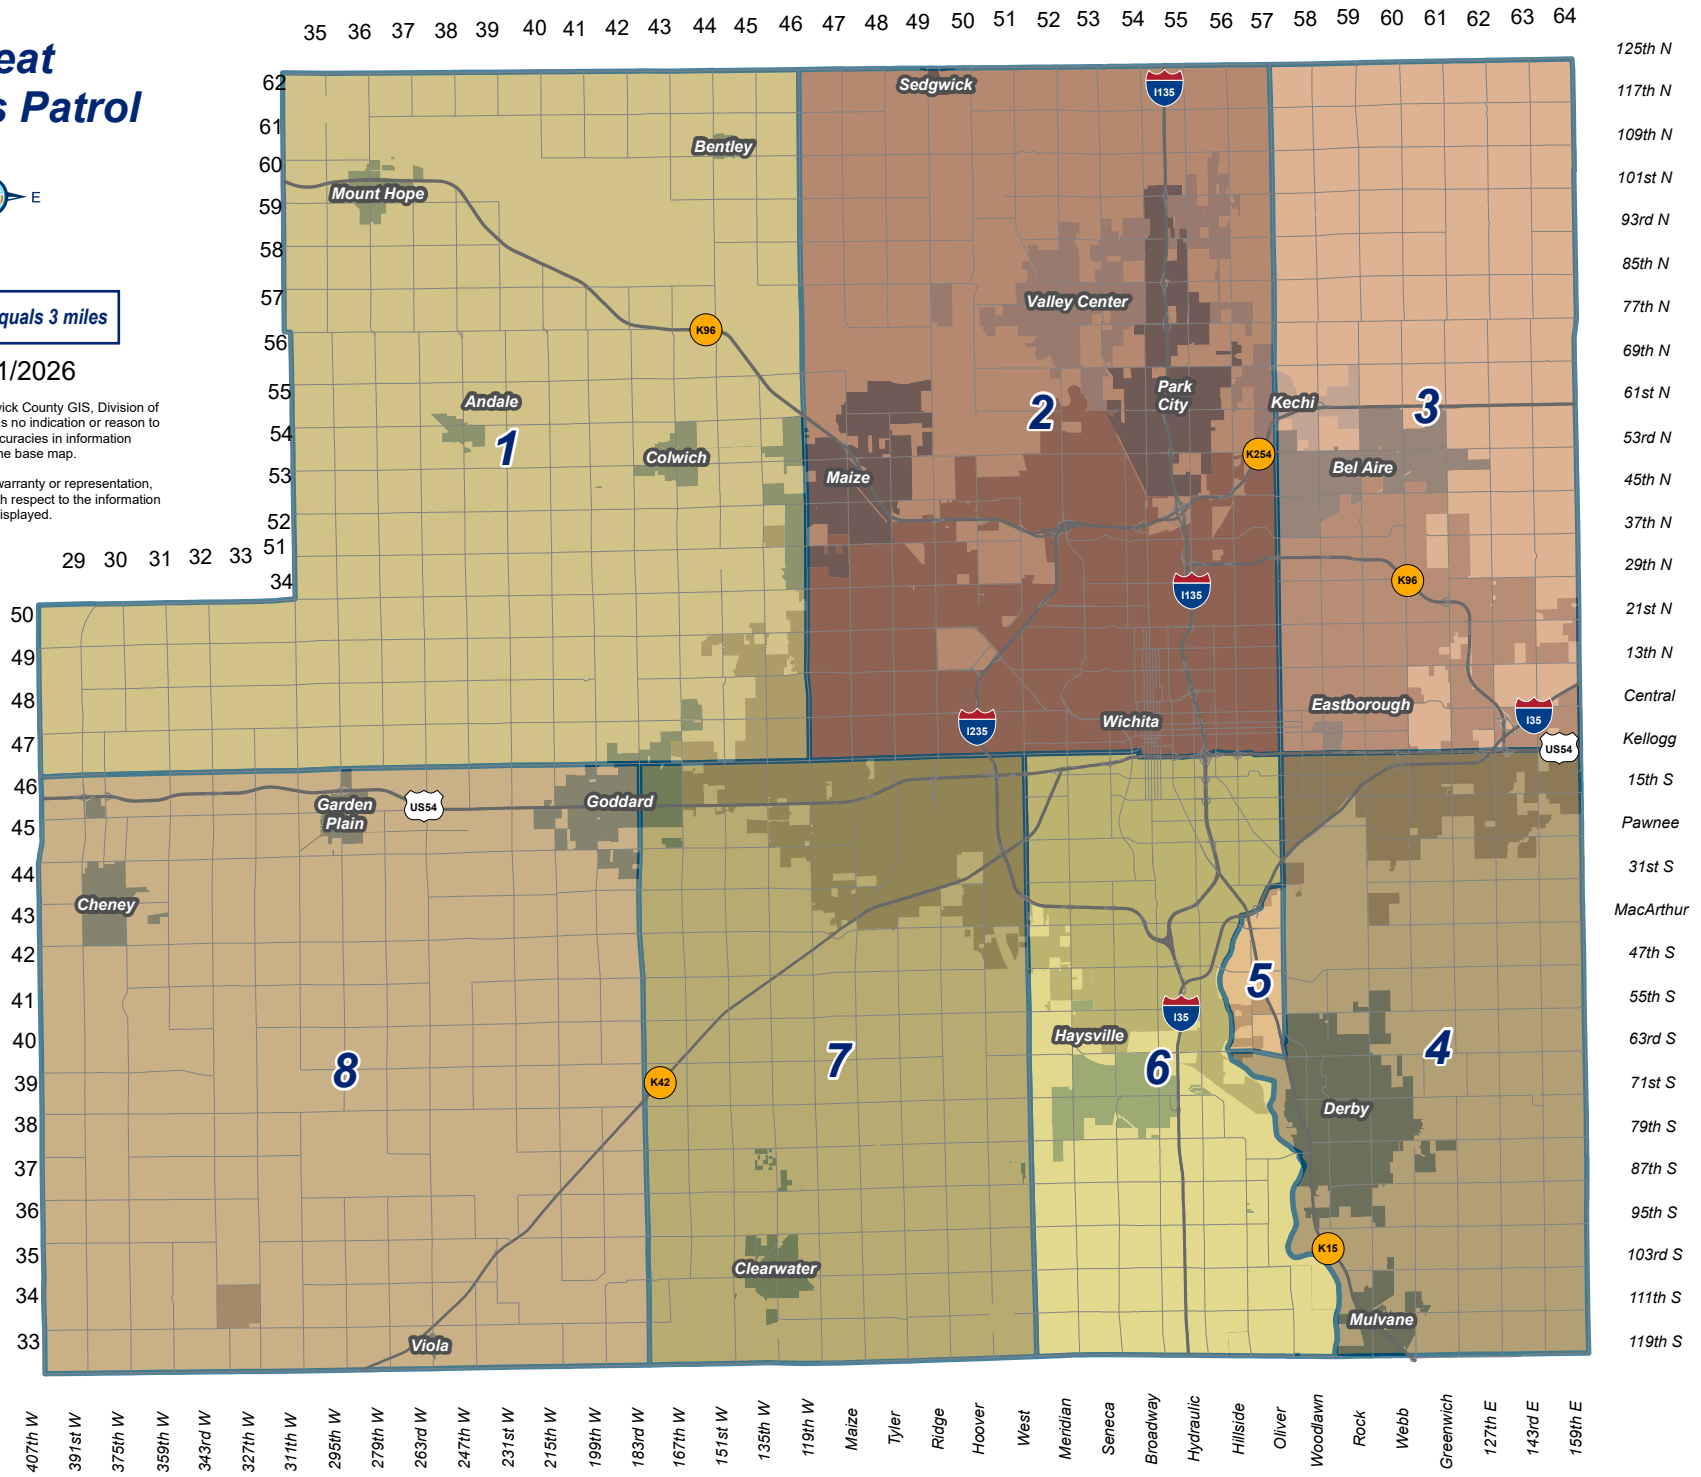 35 36 37 38 39 40 41 42 43 44 45 46 47 48 49 50 51 52 53 54 55 56 57 58 59 60 61 62 63 64
eat
s Patrol
E
quals 3 miles
1/2026
wick County GIS, Division of
as no indication or reason to
ccuracies in information
he base map.
warranty or representation,
th respect to the information
isplayed.
62
61
60
59
58
57
56
55
54
53
52
51
34
29 30 31 32 33
50
49
48
47
46
45
44
43
42
41
40
39
38
37
36
35
34
33
125th N
117th N
109th N
101st N
93rd N
85th N
77th N
69th N
61st N
53rd N
45th N
37th N
29th N
21st N
13th N
Central
Kellogg
15th S
Pawnee
31st S
MacArthur
47th S
55th S
63rd S
71st S
79th S
87th S
95th S
103rd S
111th S
119th S
Sedgwick
I135
Bentley
Mount Hope
Valley Center
K96
Andale
1
Colwich
Maize
2
Park
City
Kechi
3
K254
Bel Aire
I135
K96
I235
Wichita
Eastborough
I35
US54
Garden
Plain
US54
Goddard
Cheney
8
K42
7
Haysville
I35
6
5
4
Derby
K15
Clearwater
Viola
Mulvane
407th W
391st W
375th W
359th W
343rd W
327th W
311th W
295th W
279th W
263rd W
247th W
231st W
215th W
199th W
183rd W
167th W
151st W
135th W
119th W
Maize
Tyler
Ridge
Hoover
West
Meridian
Seneca
Broadway
Hydraulic
Hillside
Oliver
Woodlawn
Rock
Webb
Greenwich
127th E
143rd E
159th E